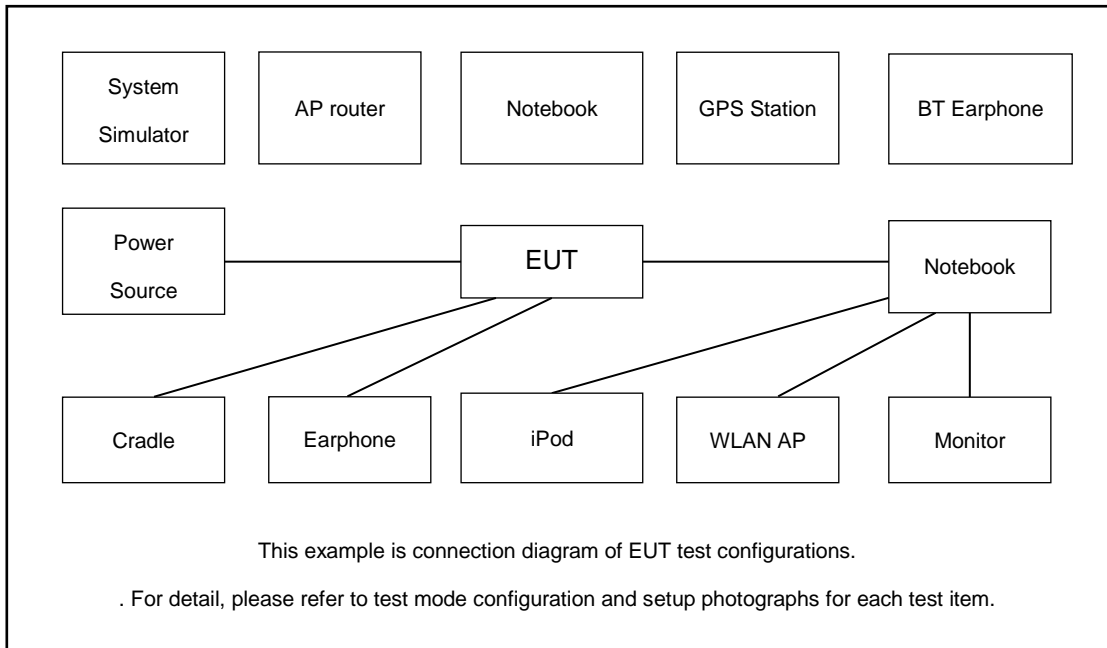 System
Simulator
AP router
Notebook
GPS Station
BT Earphone
Power
Source
EUT
Notebook
Cradle
Earphone
iPod
WLAN AP
Monitor
This example is connection diagram of EUT test configurations.
. For detail, please refer to test mode configuration and setup photographs for each test item.